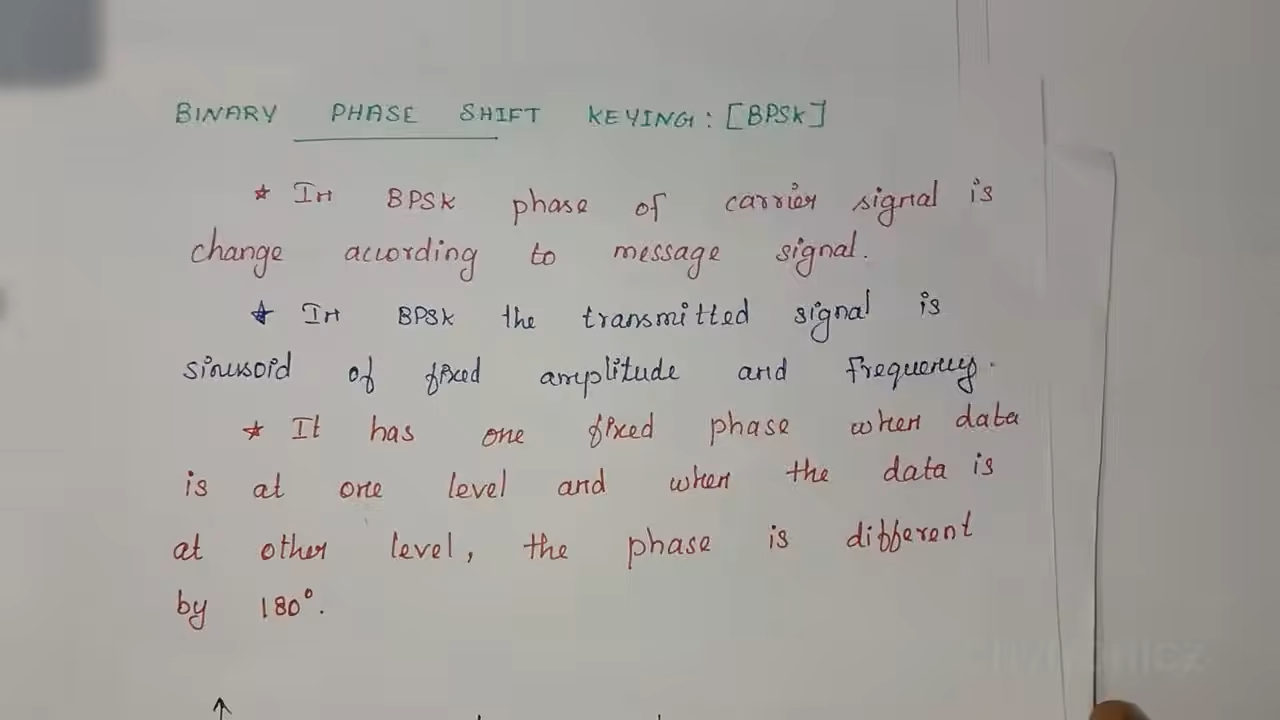 BINARY PHASE SHIFT KEYING: [BPSK]
★ In BPSK phase of carrier signal is
change according to message signal.
★ In BPSK the transmitted signal is
sinusoid of fixed amplitude and frequency.
★ It has one fixed phase when data
is at one level and when the data is
at other level, the phase is different
by 180°.